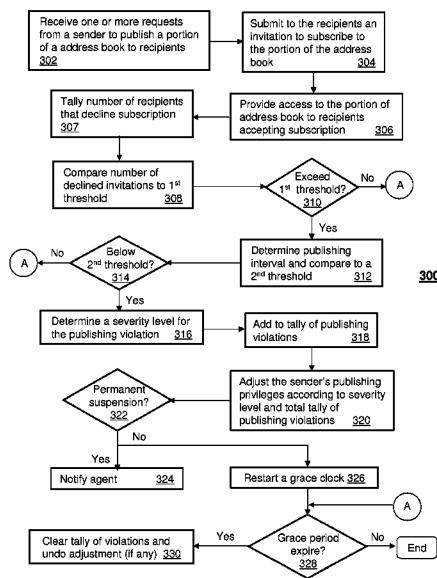 Receive one or more requests
from a sender to publish a portion
of a address book to recipients
302
Submit to the recipients an
invitation to subscribe to
the portion of the address
book 304
Tally number of recipients
that decline subscription
307
Provide access to the portion of
address book to recipients
accepting subscription 306
Compare number of
declined invitations to 1st
threshold 308
Exceed
1st threshold?
310
No
A
Yes
Below
2nd threshold?
314
No
A
Determine publishing
interval and compare to a
2nd threshold 312
300
Yes
Determine a severity level for
the publishing violation 316
Add to tally of publishing
violations 318
Permanent
suspension?
322
Adjust the sender's publishing
privileges according to severity
level and total tally of
publishing violations 320
No
Yes
Notify agent 324
Restart a grace clock 326
A
Clear tally of violations and
undo adjustment (if any) 330
Yes
Grace period
expire?
328
No
End